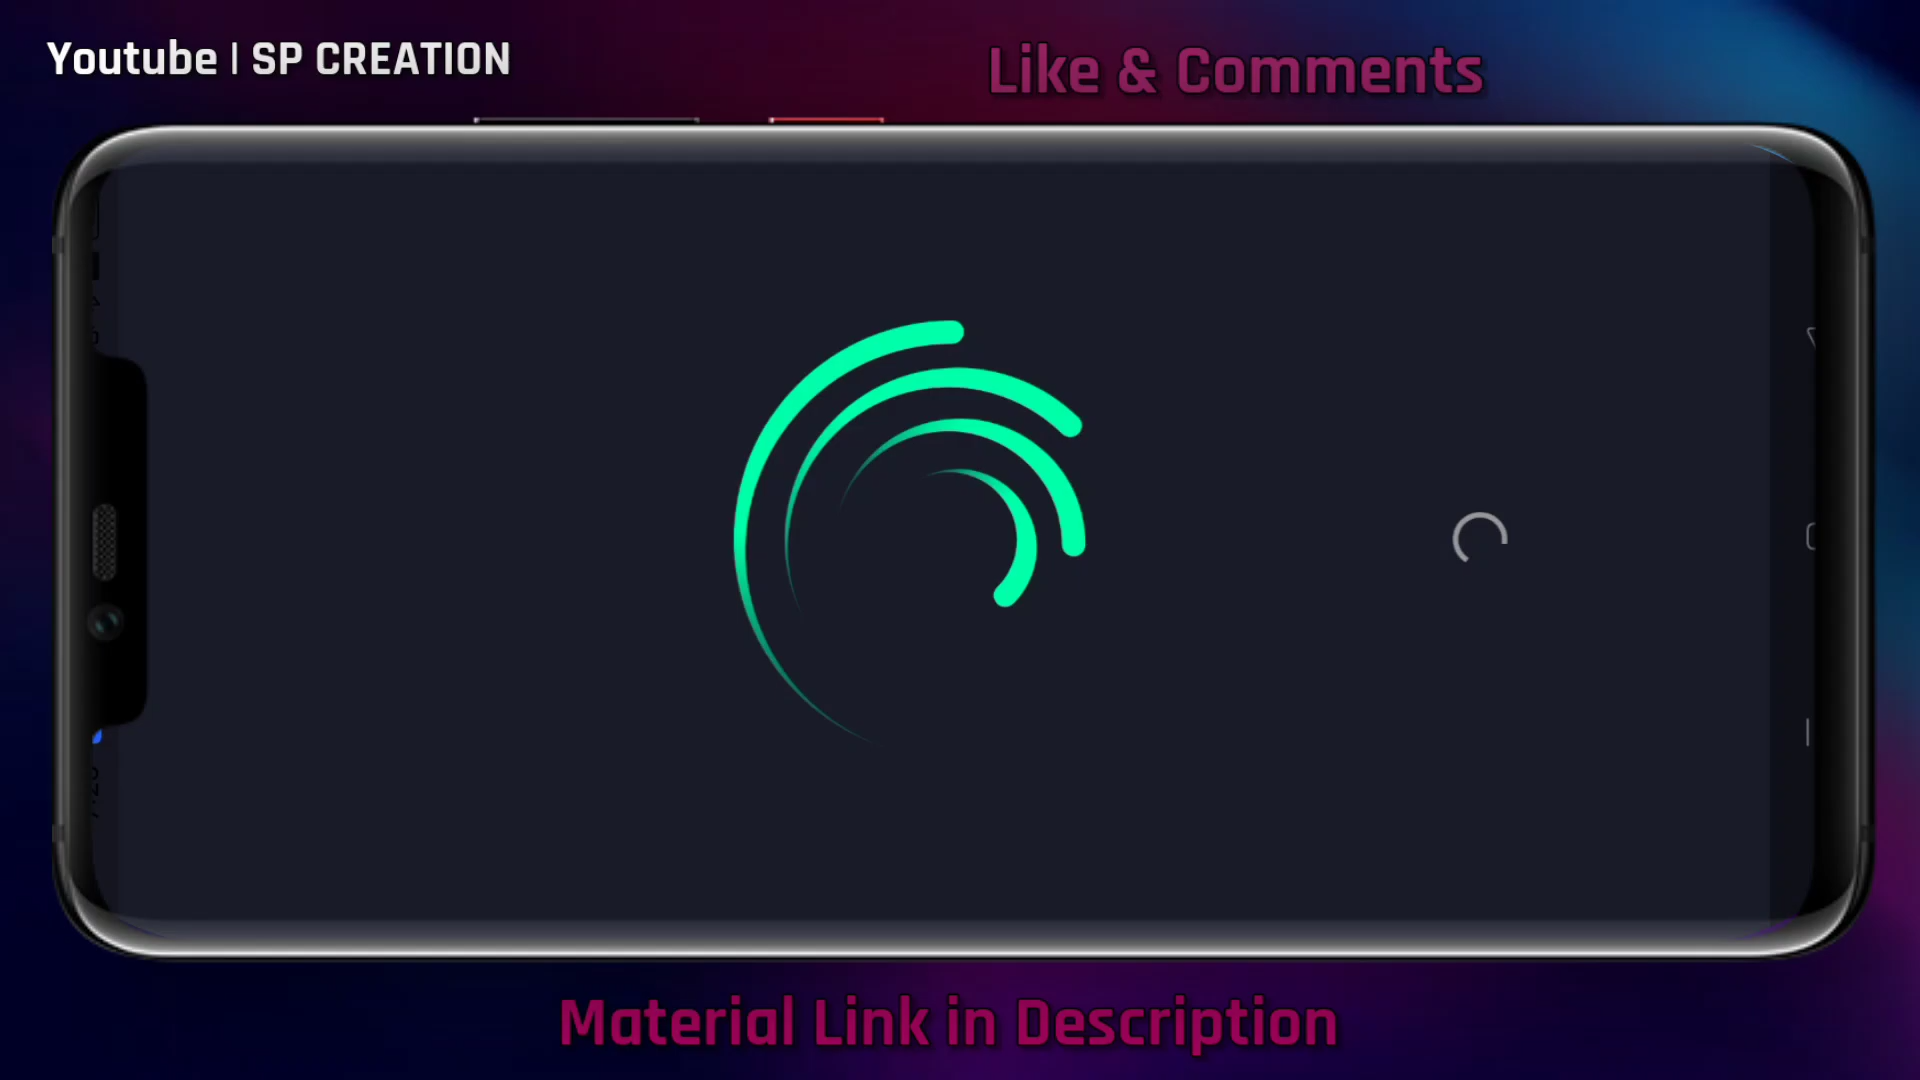 Youtube | SP CREATION
Like & Comments
Material Link in Description